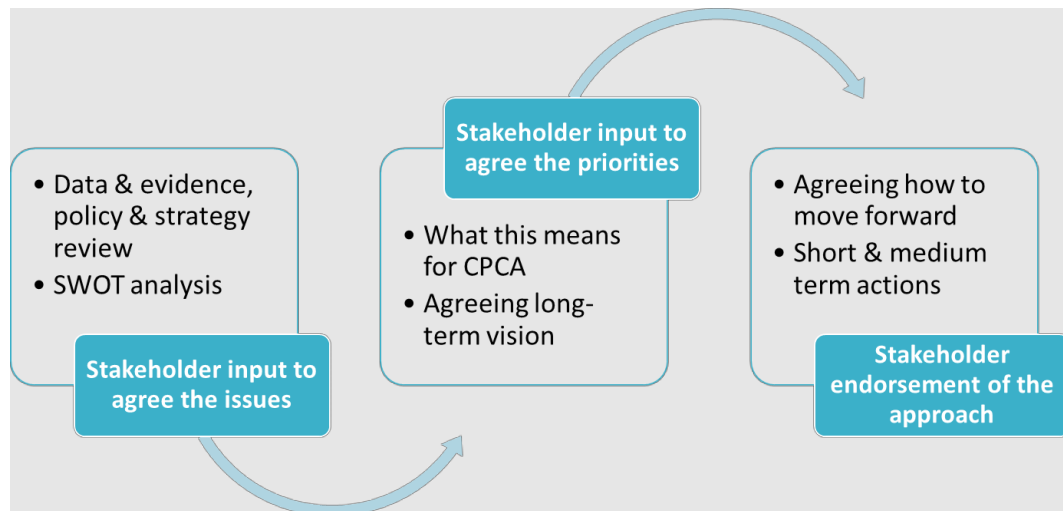 • Data & evidence,
policy & strategy
review
• SWOT analysis
Stakeholder input to
agree the issues
Stakeholder input to
agree the priorities
• What this means
for CPCA
• Agreeing long-
term vision
• Agreeing how to
move forward
• Short & medium
term actions
Stakeholder
endorsement of the
approach